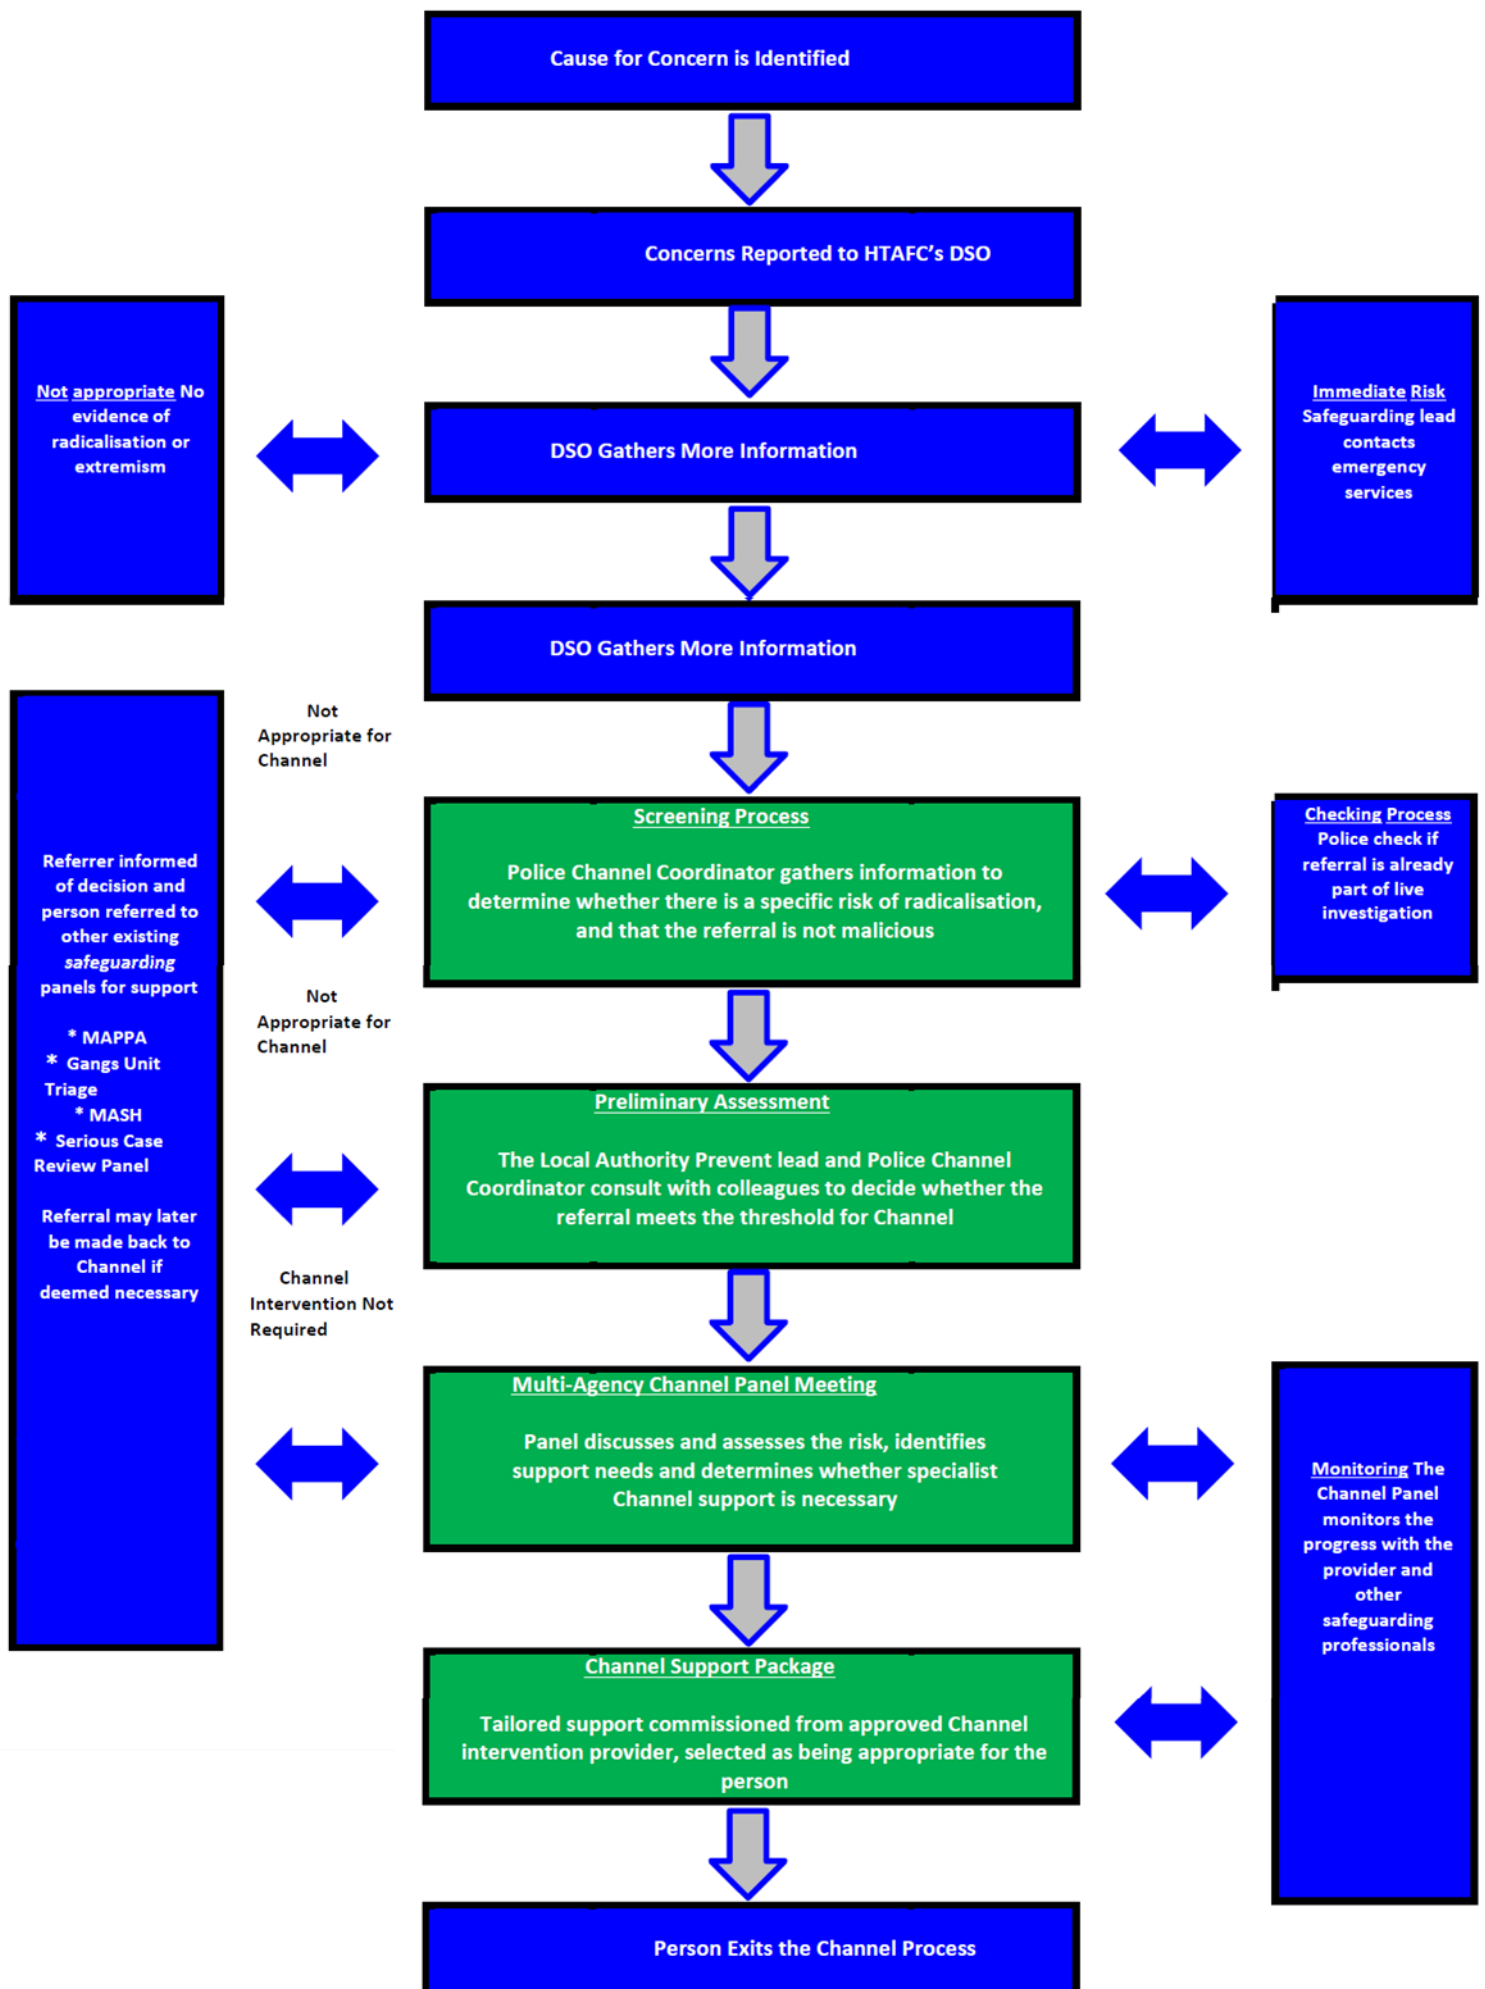 Cause for Concern is Identified
Concerns Reported to HTAFC's DSO
Not appropriate No
evidence of
radicalisation or
extremism
DSO Gathers More Information
Immediate Risk
Safeguarding lead
contacts
emergency
services
DSO Gathers More Information
Not
Appropriate for
Channel
Screening Process
Police Channel Coordinator gathers information to
determine whether there is a specific risk of radicalisation,
and that the referral is not malicious
Checking Process
Police check if
referral is already
part of live
investigation
Referrer informed
of decision and
person referred to
other existing
safeguarding
panels for support
* MAPPA
* Gangs Unit
Triage
* MASH
* Serious Case
Review Panel
Referral may later
be made back to
Channel if
deemed necessary
Not
Appropriate for
Channel
Preliminary Assessment
The Local Authority Prevent lead and Police Channel
Coordinator consult with colleagues to decide whether the
referral meets the threshold for Channel
Channel
Intervention Not
Required
Multi-Agency Channel Panel Meeting
Panel discusses and assesses the risk, identifies
support needs and determines whether specialist
Channel support is necessary
Monitoring The
Channel Panel
monitors the
progress with the
provider and
other
safeguarding
professionals
Channel Support Package
Tailored support commissioned from approved Channel
intervention provider, selected as being appropriate for the
person
Person Exits the Channel Process